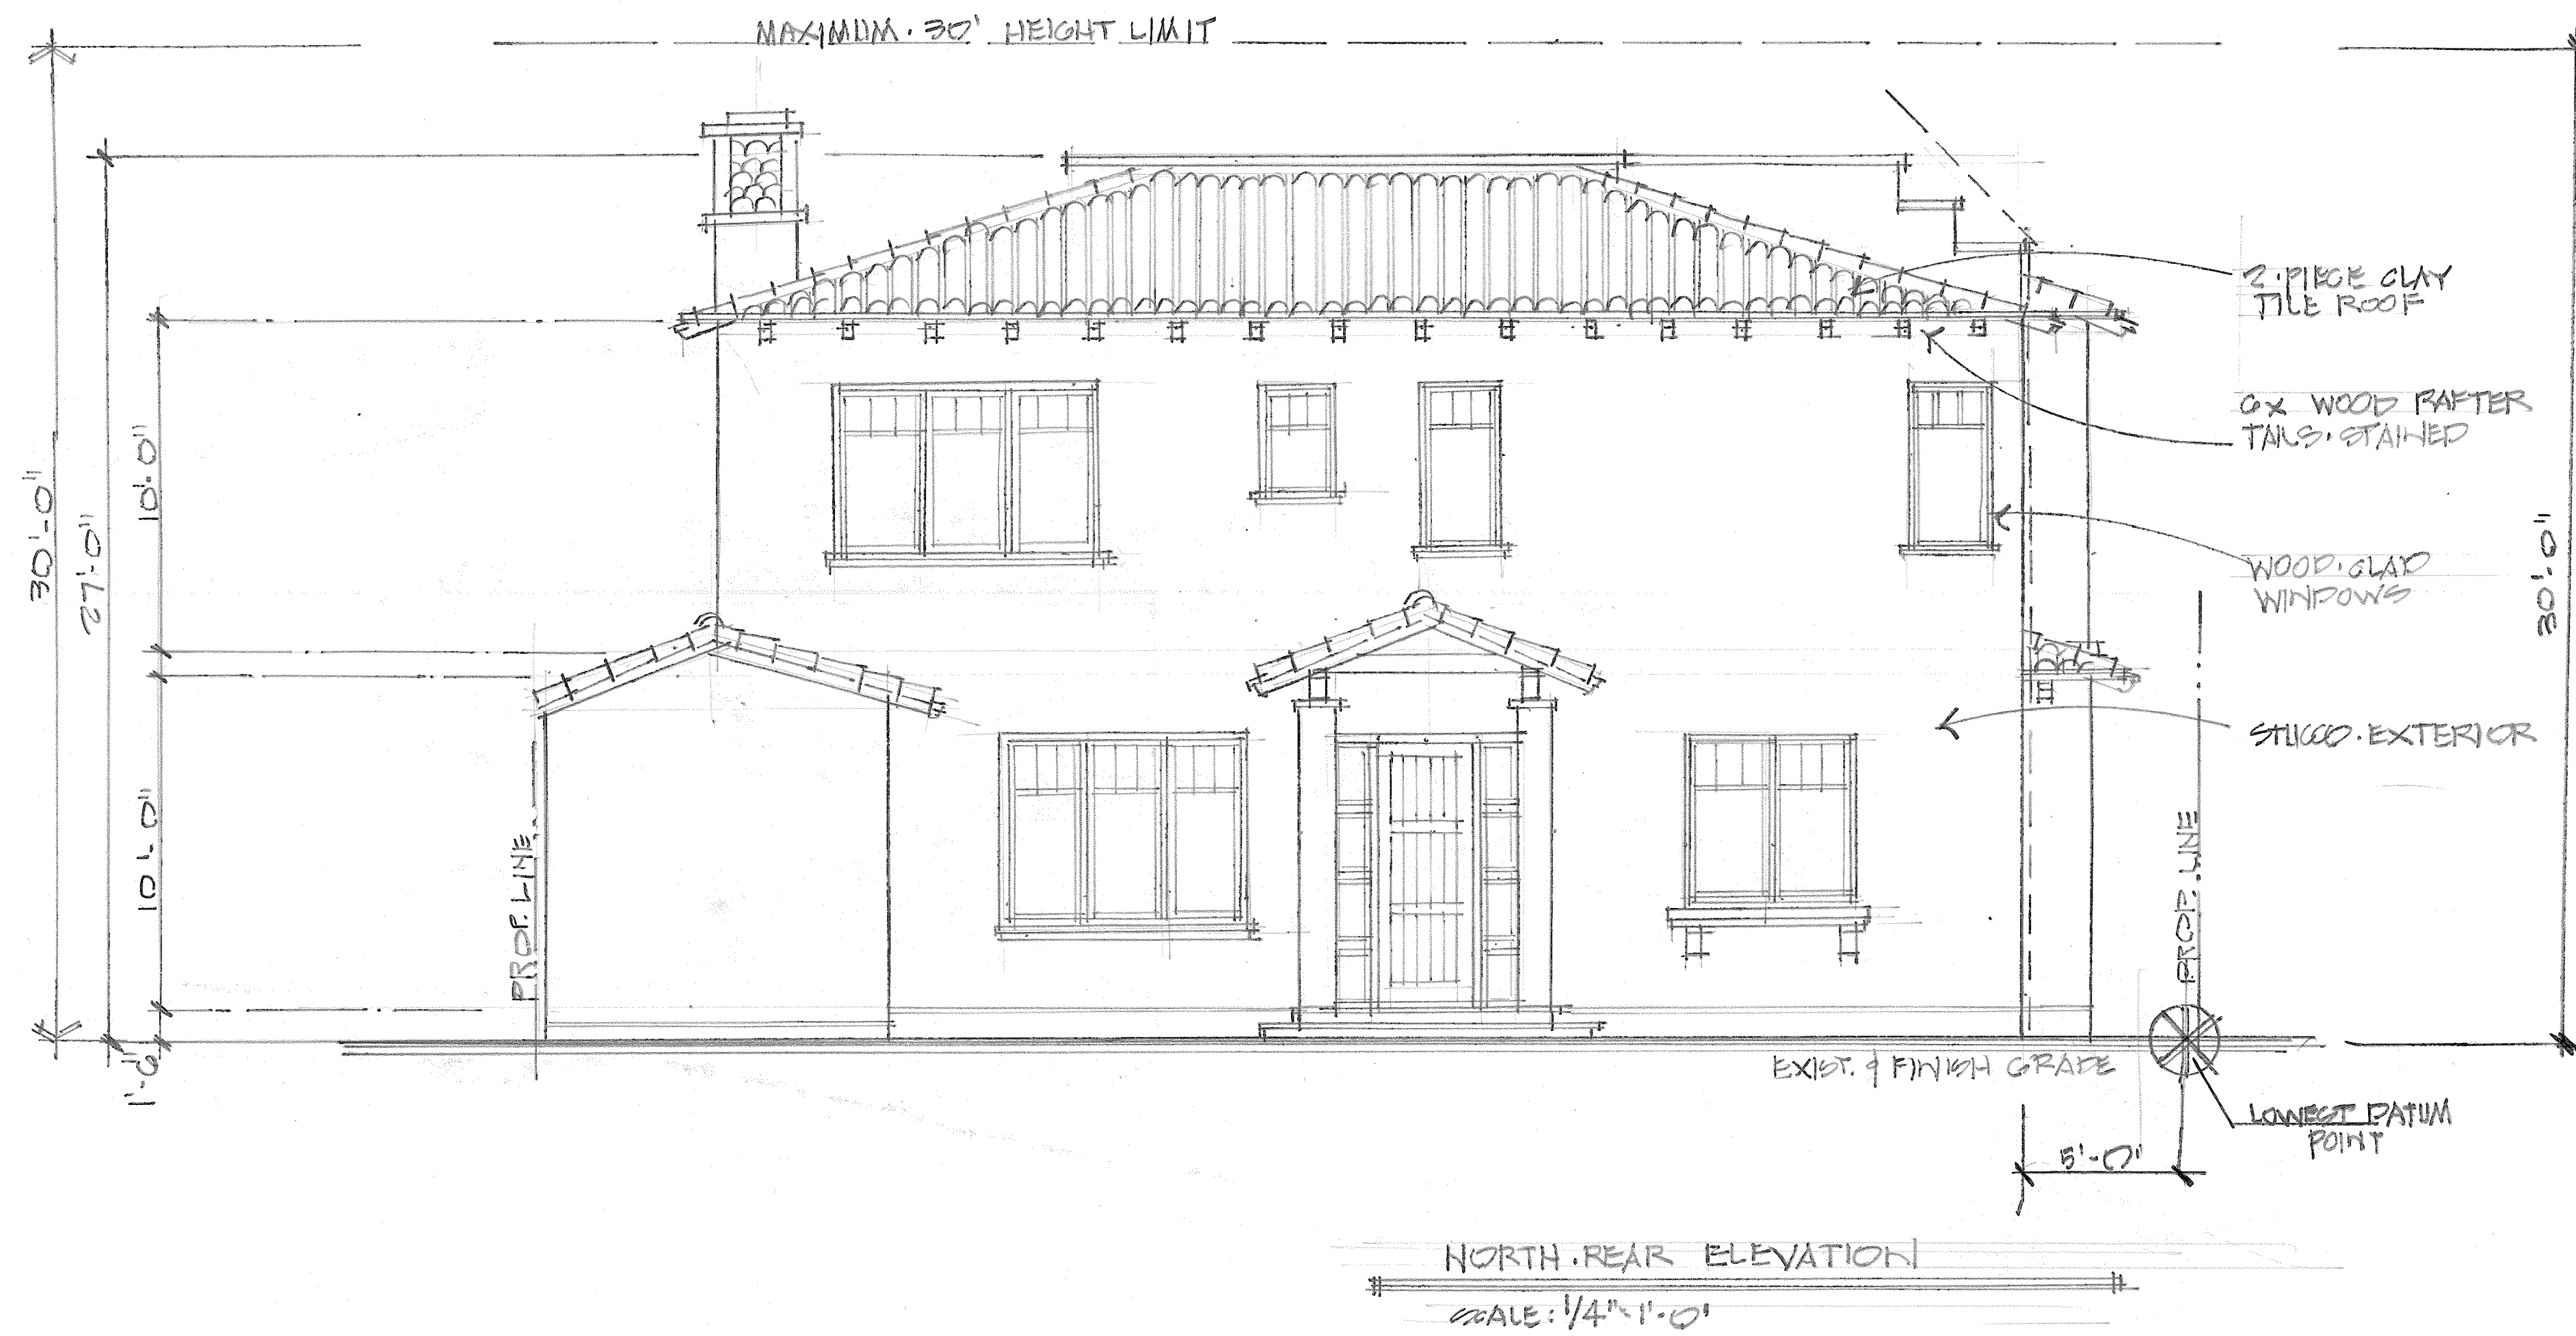 MAXIMUM · 30' HEIGHT LIMIT
2·PIECE CLAY
TILE ROOF
6X WOOD RAFTER
TAILS · STAINED
WOOD·CLAD
WINDOWS
STUCCO · EXTERIOR
30'-0"
27'-0"
10'-0"
10'-0"
1'-0"
30'-0"
PROP. LINE
PROP. LINE
EXIST. & FINISH GRADE
LOWEST DATUM
POINT
5'-0"
NORTH · REAR ELEVATION
SCALE: 1/4"-1'-0"